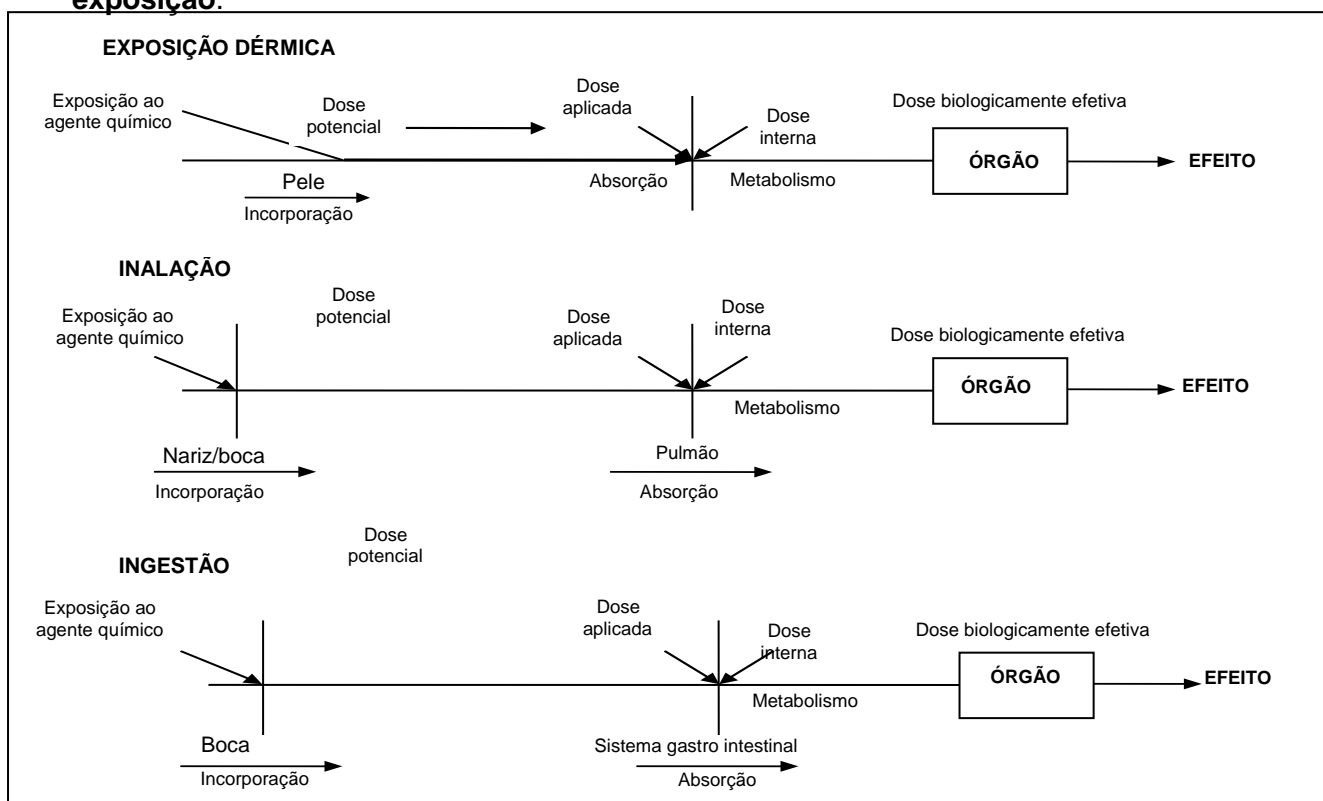 exposição.
EXPOSIÇÃO DÉRMICA
Exposição ao
agente químico
Dose
potencial
Dose
aplicada
Dose
interna
Dose biologicamente efetiva
ÓRGÃO
EFEITO
Pele
Incorporação
Absorção
Metabolismo
INALAÇÃO
Exposição ao
agente químico
Dose
potencial
Dose
aplicada
Dose
interna
Dose biologicamente efetiva
ÓRGÃO
EFEITO
Metabolismo
Nariz/boca
Incorporação
Pulmão
Absorção
Dose
potencial
INGESTÃO
Exposição ao
agente químico
Dose
aplicada
Dose
interna
Dose biologicamente efetiva
ÓRGÃO
EFEITO
Metabolismo
Boca
Incorporação
Sistema gastro intestinal
Absorção